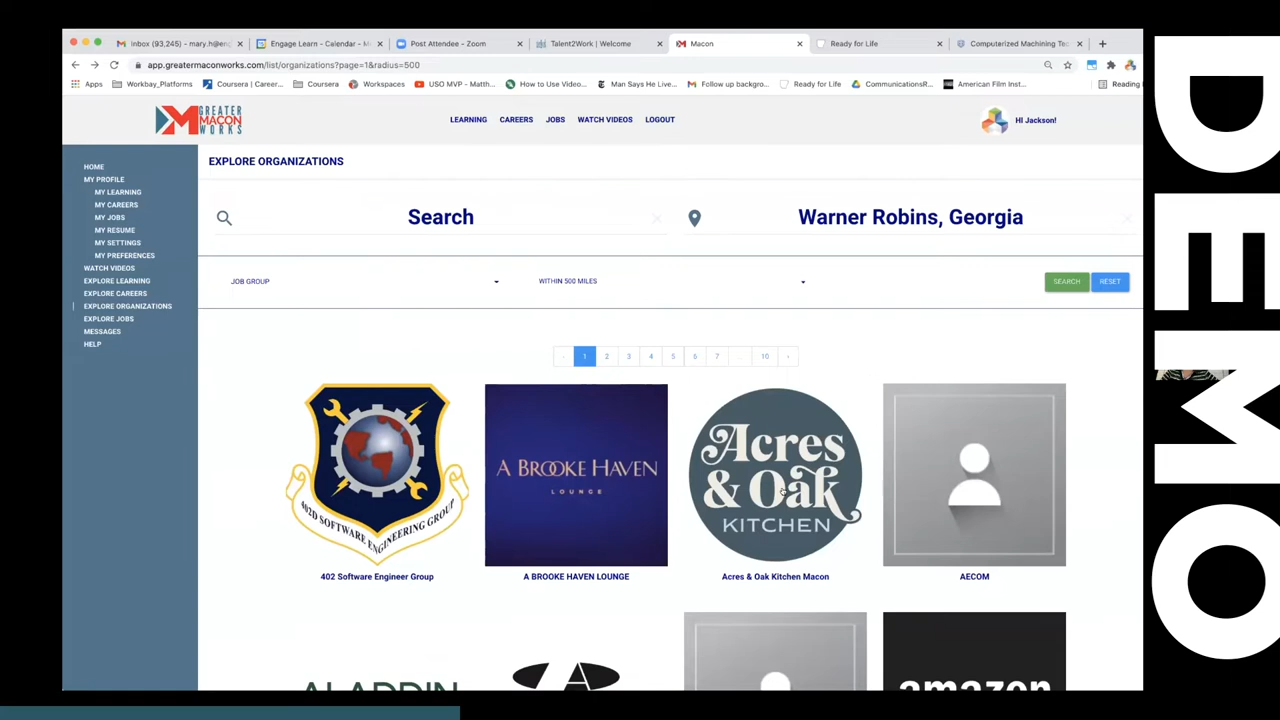 Inbox (93,245) - mary.h@en
Engage Learn - Calendar - M
Post Attendee - Zoom
Talent2Work | Welcome
Macon
Ready for Life
Computerized Machining Te
app.greatermaconworks.com/list/organizations?page=1&radius=500
Apps
Workbay_Platforms
Coursera | Career...
Coursera
Workspaces
USO MVP - Matth...
How to Use Video...
Man Says He Live...
Follow up backgro...
Ready for Life
CommunicationsR...
American Film Inst...
Reading
GREATER
MACON
WORKS
LEARNING
CAREERS
JOBS
WATCH VIDEOS
LOGOUT
HI Jackson!
HOME
MY PROFILE
MY LEARNING
MY CAREERS
MY JOBS
MY RESUME
MY SETTINGS
MY PREFERENCES
WATCH VIDEOS
EXPLORE LEARNING
EXPLORE CAREERS
EXPLORE ORGANIZATIONS
EXPLORE JOBS
MESSAGES
HELP
EXPLORE ORGANIZATIONS
Search
Warner Robins, Georgia
JOB GROUP
WITHIN 500 MILES
SEARCH
RESET
‹ 1 2 3 4 5 6 7 ... 10 ›
402D SOFTWARE ENGINEERING GROUP
A BROOKE HAVEN
LOUNGE
Acres
& Oak
KITCHEN
402 Software Engineer Group
A BROOKE HAVEN LOUNGE
Acres & Oak Kitchen Macon
AECOM
ALADDIN
A
amazon
DEMO